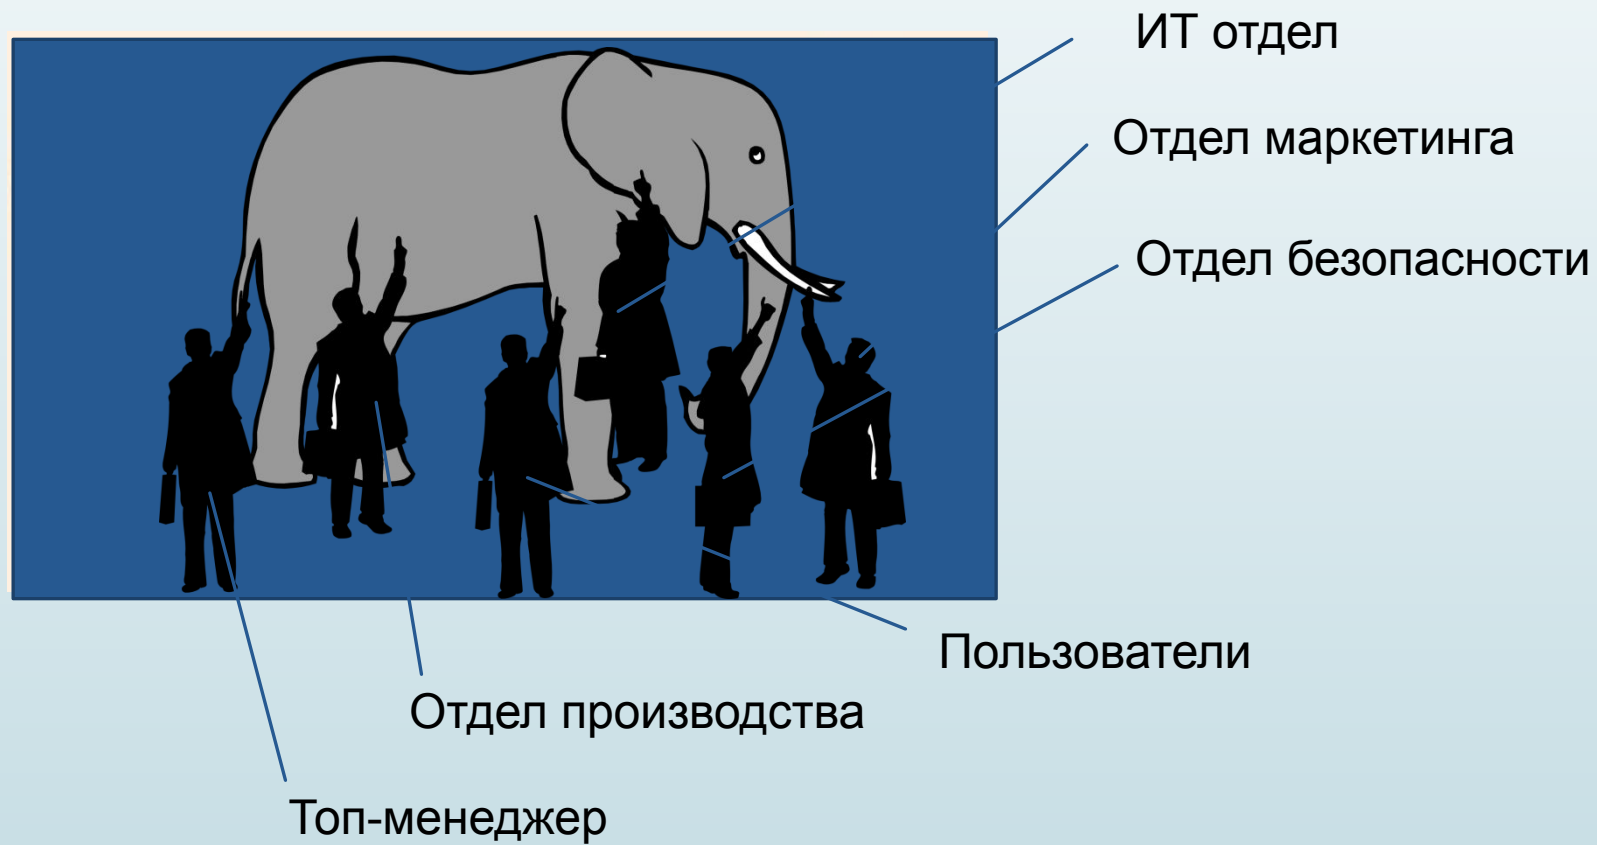 ИТ отдел
Отдел маркетинга
Отдел безопасности
Пользователи
Отдел производства
Топ-менеджер